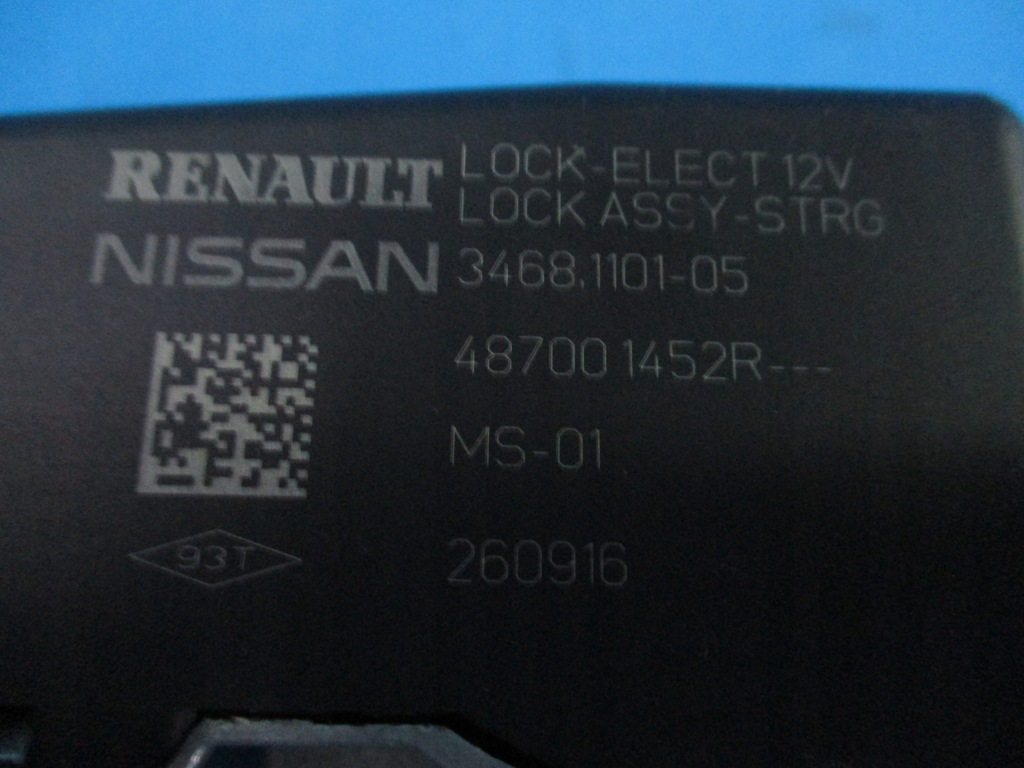 RENAULT LOCK-ELECT 12V
LOCK ASSY-STRG
NISSAN 3468.1101-05
487001452R---
MS-01
93T 260916